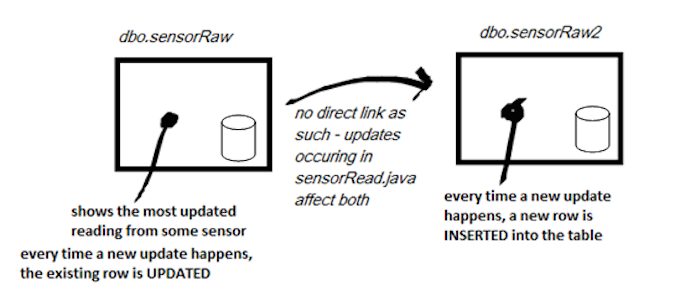 dbo.sensorRaw
dbo.sensorRaw2
no direct link as
such - updates
occuring in
sensorRead.java
affect both
shows the most updated
reading from some sensor
every time a new update happens,
the existing row is UPDATED
every time a new update
happens, a new row is
INSERTED into the table